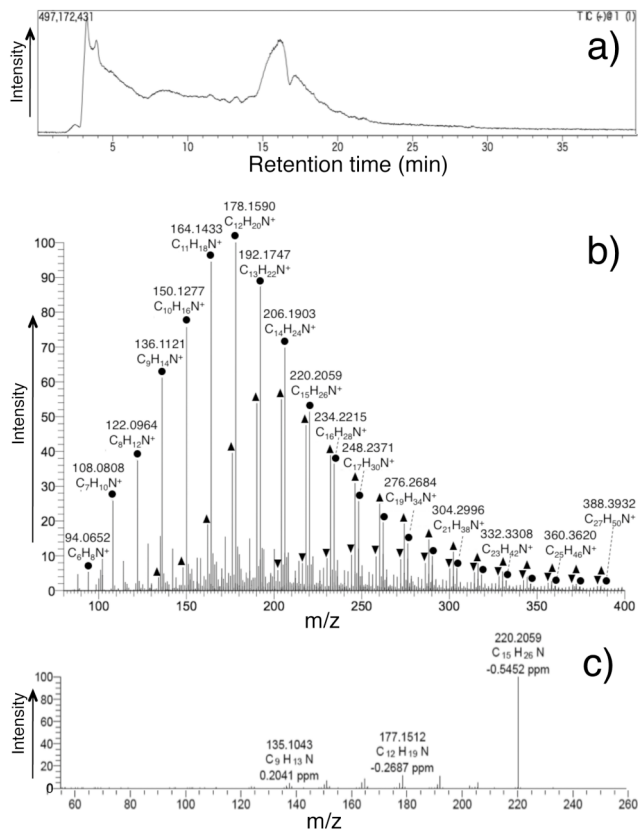 497,172,431
TIC (+)@1 (1)
a)
Intensity
5 10 15 20 25 30 35
Retention time (min)
b)
178.1590
C₁₂H₂₀N⁺
164.1433
C₁₁H₁₈N⁺
192.1747
C₁₃H₂₂N⁺
150.1277
C₁₀H₁₆N⁺
206.1903
C₁₄H₂₄N⁺
136.1121
C₉H₁₄N⁺
220.2059
C₁₅H₂₆N⁺
122.0964
C₈H₁₂N⁺
234.2215
C₁₆H₂₈N⁺
108.0808
C₇H₁₀N⁺
248.2371
C₁₇H₃₀N⁺
94.0652
C₆H₈N⁺
276.2684
C₁₉H₃₄N⁺
304.2996
C₂₁H₃₈N⁺
332.3308
C₂₃H₄₂N⁺
360.3620
C₂₅H₄₆N⁺
388.3932
C₂₇H₅₀N⁺
Intensity
100
90
80
70
60
50
40
30
20
10
0
100 150 200 250 300 350 400
m/z
c)
220.2059
C₁₅ H₂₆ N
-0.5452 ppm
177.1512
C₁₂ H₁₉ N
-0.2687 ppm
135.1043
C₉ H₁₃ N
0.2041 ppm
Intensity
100
80
60
40
20
0
60 80 100 120 140 160 180 200 220 240 260
m/z